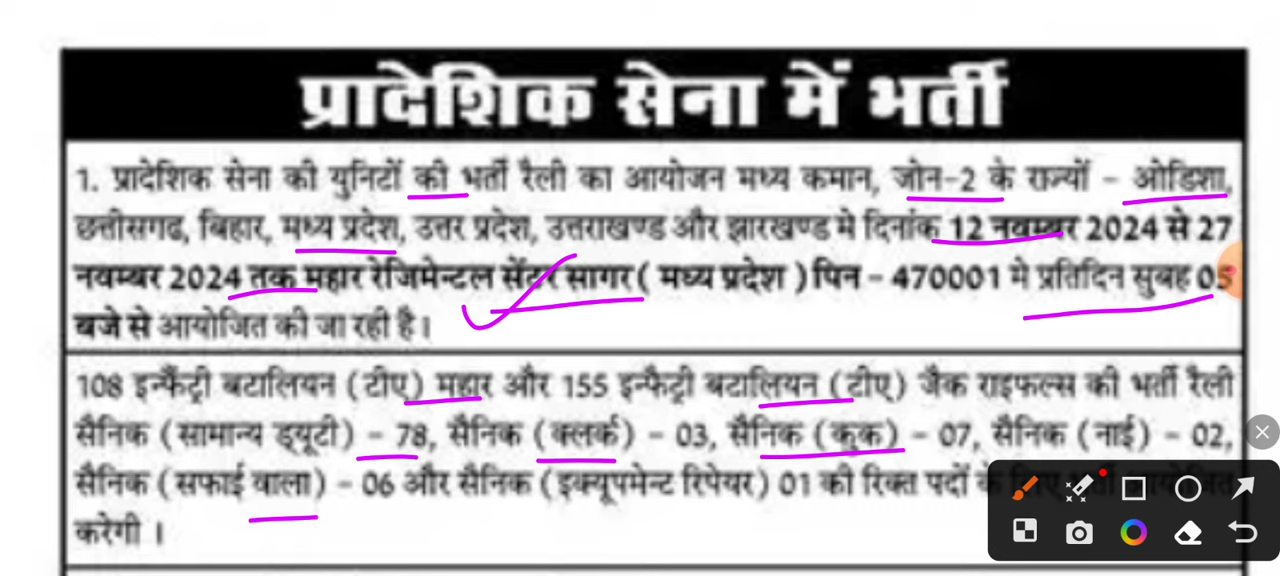 प्रादेशिक सेना में भर्ती
1. प्रादेशिक सेना की युनिटों की भर्ती रैली का आयोजन मध्य कमान, जोन-2 के राज्यों - ओडिशा,
छत्तीसगढ, बिहार, मध्य प्रदेश, उत्तर प्रदेश, उत्तराखण्ड और झारखण्ड मे दिनांक 12 नवम्बर 2024 से 27
नवम्बर 2024 तक महार रेजिमेन्टल सेंटर सागर ( मध्य प्रदेश ) पिन - 470001 मे प्रतिदिन सुबह 05
बजे से आयोजित की जा रही है।
108 इन्फैंट्री बटालियन (टीए) महार और 155 इन्फैट्री बटालियन (टीए) जैक राइफल्स की भर्ती रैली
सैनिक (सामान्य ड्यूटी) - 78, सैनिक (क्लर्क) - 03, सैनिक (कुक) - 07, सैनिक (नाई) - 02,
सैनिक (सफाई वाला) - 06 और सैनिक (इक्यूपमेन्ट रिपेयर) 01 की रिक्त पदों के लिए भर्ती आयोजित
करेगी ।